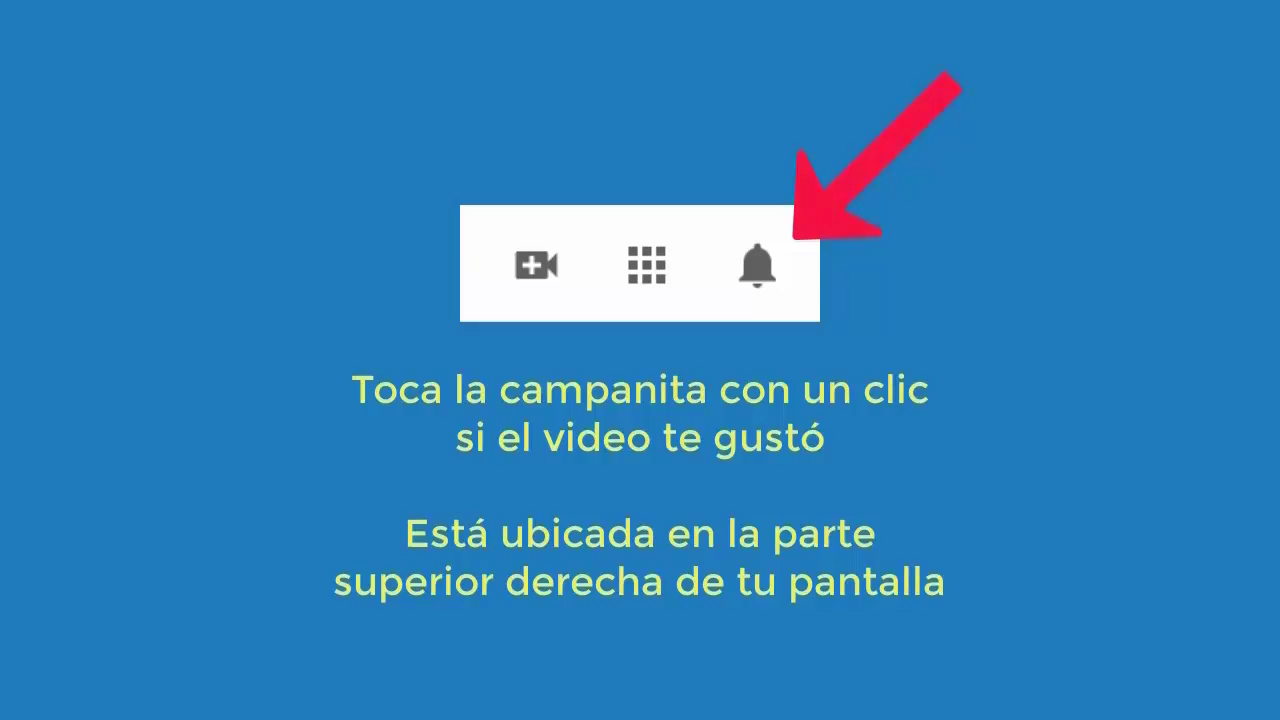 Toca la campanita con un clic
si el video te gustó
Está ubicada en la parte
superior derecha de tu pantalla